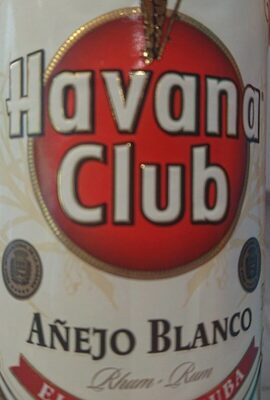 Havana
Club
AÑEJO BLANCO
Rhum - Rum